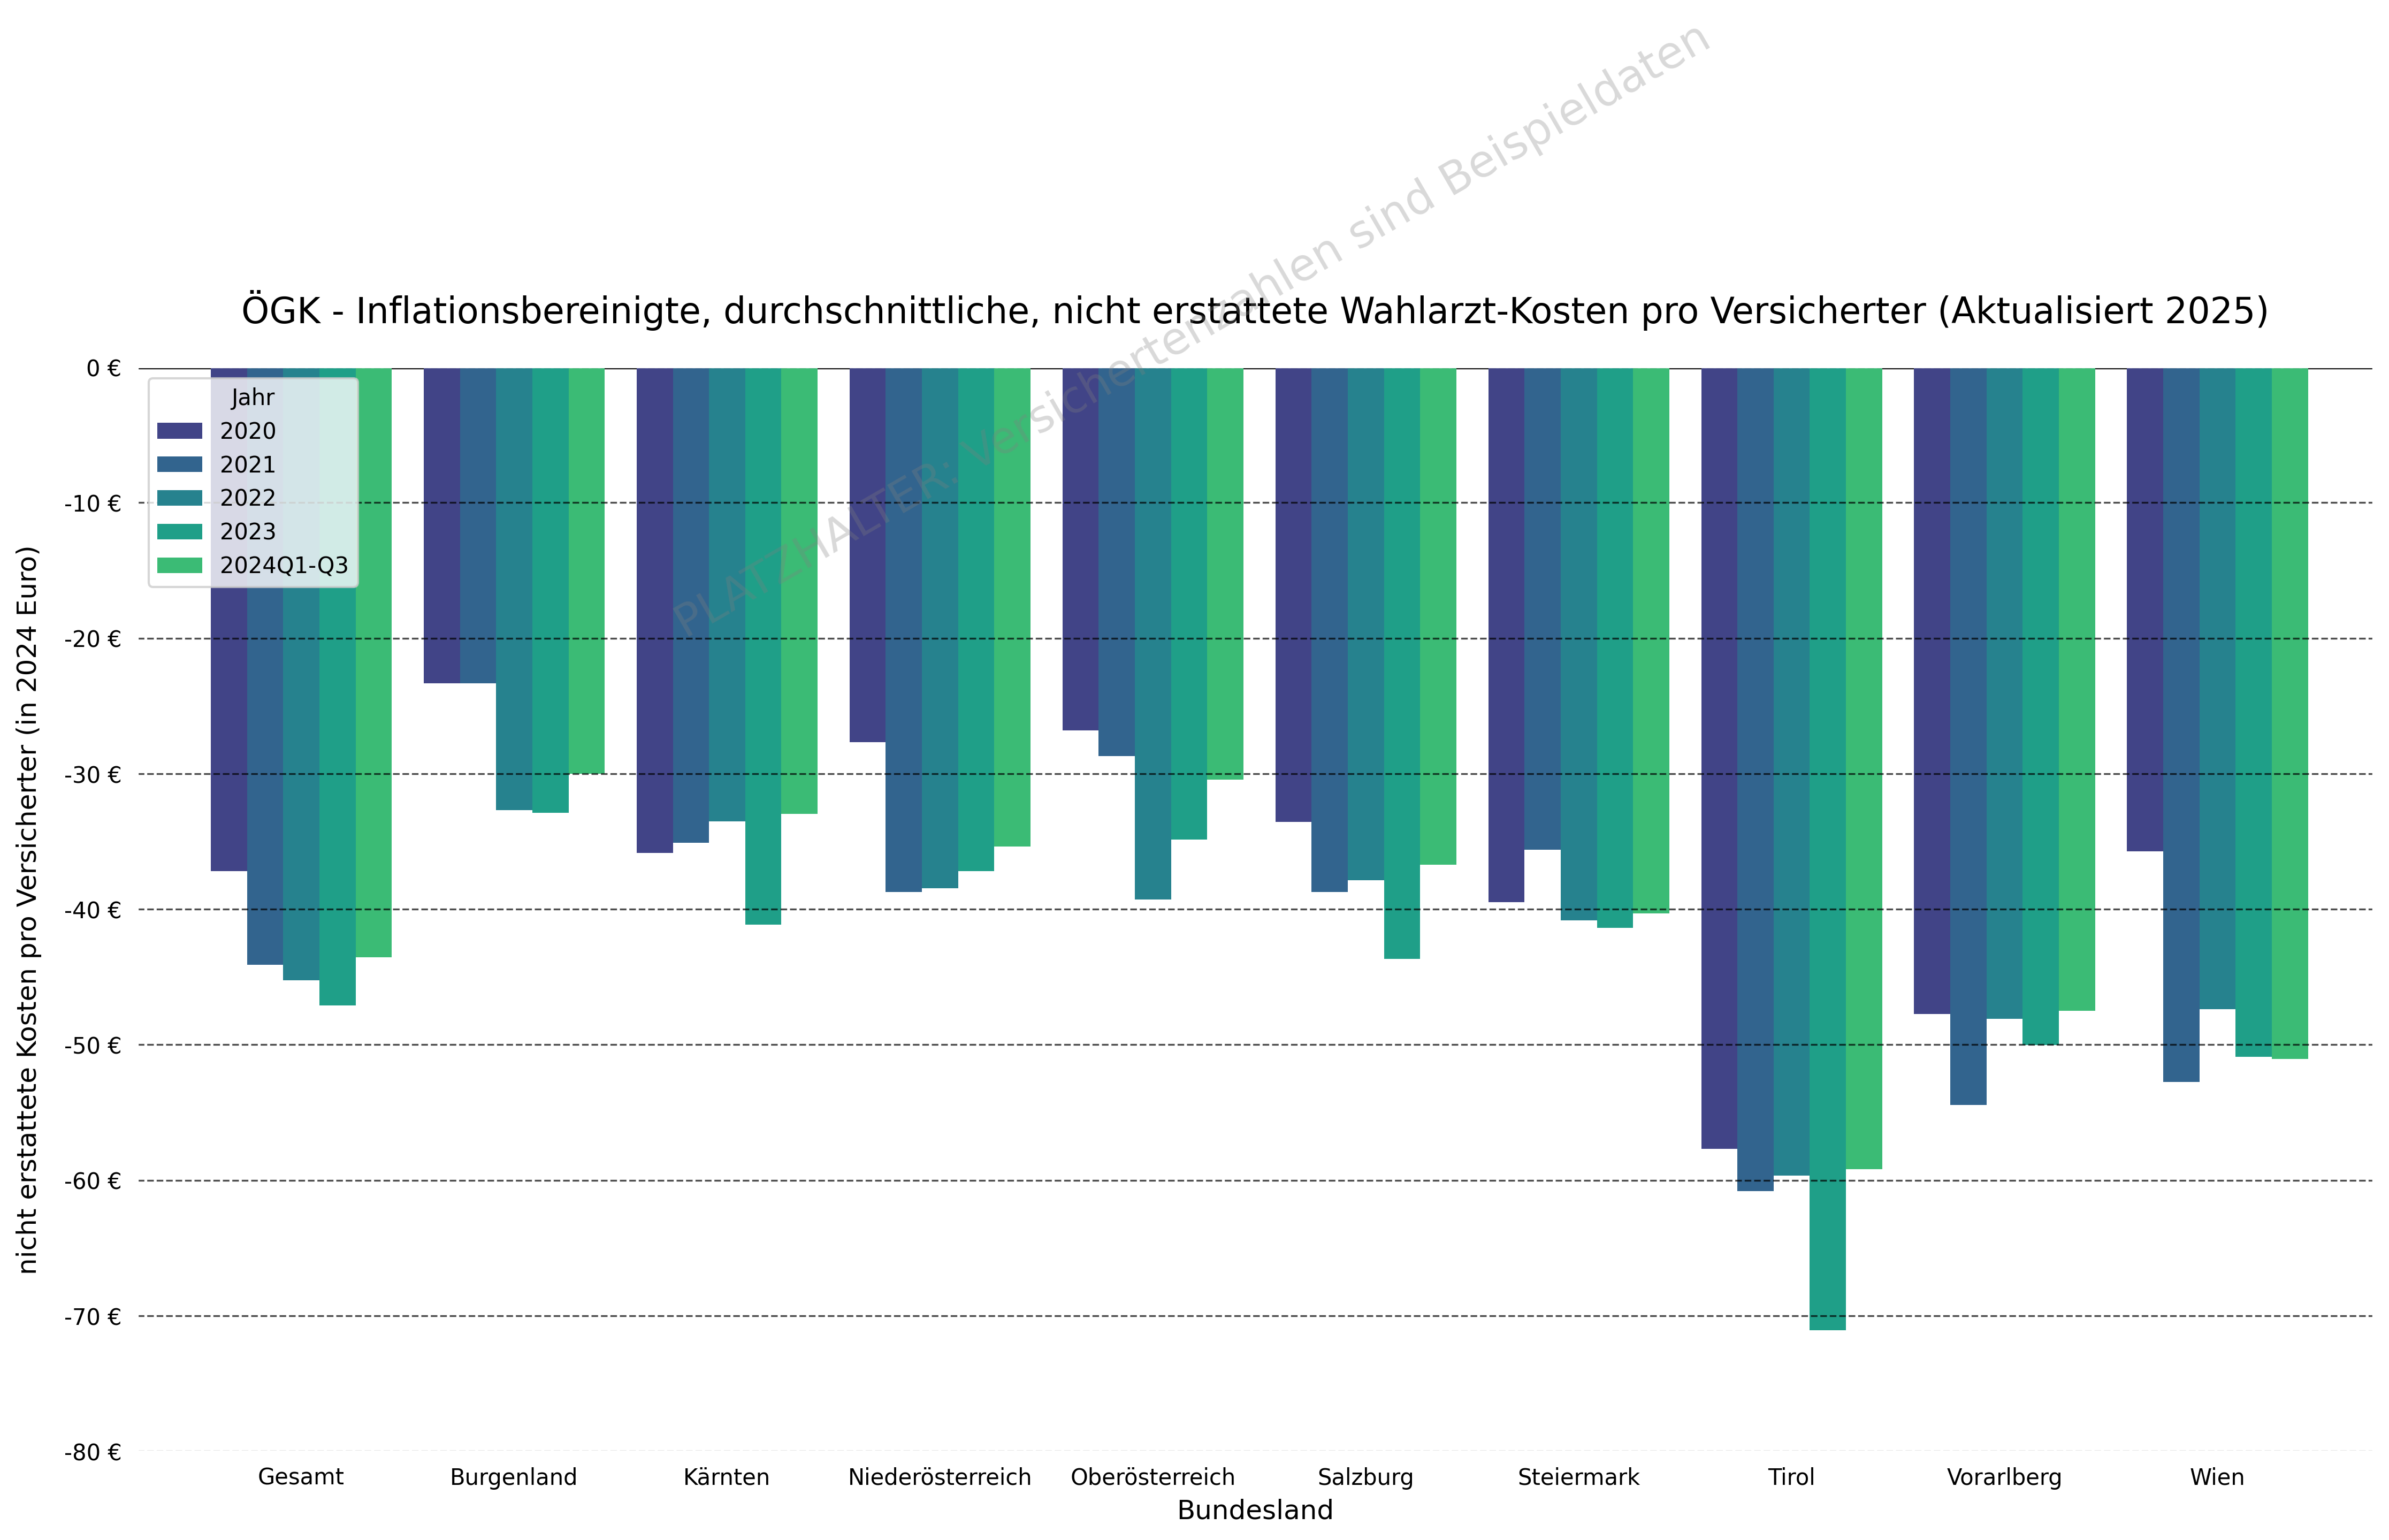 PLATZHALTER: Versichertenzahlen sind Beispieldaten
ÖGK - Inflationsbereinigte, durchschnittliche, nicht erstattete Wahlarzt-Kosten pro Versicherter (Aktualisiert 2025)
nicht erstattete Kosten pro Versicherter (in 2024 Euro)
0 €
-10 €
-20 €
-30 €
-40 €
-50 €
-60 €
-70 €
-80 €
Jahr
2020
2021
2022
2023
2024Q1-Q3
Gesamt Burgenland Kärnten Niederösterreich Oberösterreich Salzburg Steiermark Tirol Vorarlberg Wien
Bundesland